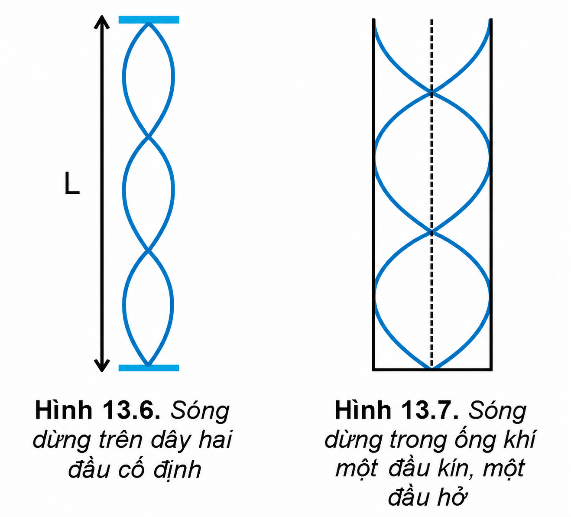 L
Hình 13.6. Sóng
dừng trên dây hai
đầu cố định
Hình 13.7. Sóng
dừng trong ống khí
một đầu kín, một
đầu hở